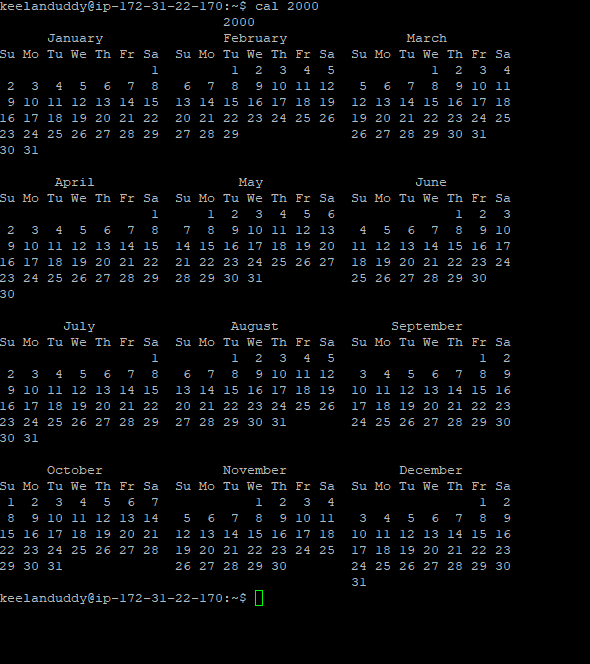 keelanduddy@ip-172-31-22-170:~$ cal 2000
                            2000
      January               February               March
Su Mo Tu We Th Fr Sa  Su Mo Tu We Th Fr Sa  Su Mo Tu We Th Fr Sa
                   1         1  2  3  4  5            1  2  3  4
 2  3  4  5  6  7  8   6  7  8  9 10 11 12   5  6  7  8  9 10 11
 9 10 11 12 13 14 15  13 14 15 16 17 18 19  12 13 14 15 16 17 18
16 17 18 19 20 21 22  20 21 22 23 24 25 26  19 20 21 22 23 24 25
23 24 25 26 27 28 29  27 28 29              26 27 28 29 30 31
30 31
       April                  May                   June
Su Mo Tu We Th Fr Sa  Su Mo Tu We Th Fr Sa  Su Mo Tu We Th Fr Sa
                   1      1  2  3  4  5  6               1  2  3
 2  3  4  5  6  7  8   7  8  9 10 11 12 13   4  5  6  7  8  9 10
 9 10 11 12 13 14 15  14 15 16 17 18 19 20  11 12 13 14 15 16 17
16 17 18 19 20 21 22  21 22 23 24 25 26 27  18 19 20 21 22 23 24
23 24 25 26 27 28 29  28 29 30 31           25 26 27 28 29 30
30
        July                 August              September
Su Mo Tu We Th Fr Sa  Su Mo Tu We Th Fr Sa  Su Mo Tu We Th Fr Sa
                   1         1  2  3  4  5                  1  2
 2  3  4  5  6  7  8   6  7  8  9 10 11 12   3  4  5  6  7  8  9
 9 10 11 12 13 14 15  13 14 15 16 17 18 19  10 11 12 13 14 15 16
16 17 18 19 20 21 22  20 21 22 23 24 25 26  17 18 19 20 21 22 23
23 24 25 26 27 28 29  27 28 29 30 31        24 25 26 27 28 29 30
30 31
      October               November              December
Su Mo Tu We Th Fr Sa  Su Mo Tu We Th Fr Sa  Su Mo Tu We Th Fr Sa
 1  2  3  4  5  6  7            1  2  3  4                  1  2
 8  9 10 11 12 13 14   5  6  7  8  9 10 11   3  4  5  6  7  8  9
15 16 17 18 19 20 21  12 13 14 15 16 17 18  10 11 12 13 14 15 16
22 23 24 25 26 27 28  19 20 21 22 23 24 25  17 18 19 20 21 22 23
29 30 31              26 27 28 29 30        24 25 26 27 28 29 30
                                            31
keelanduddy@ip-172-31-22-170:~$